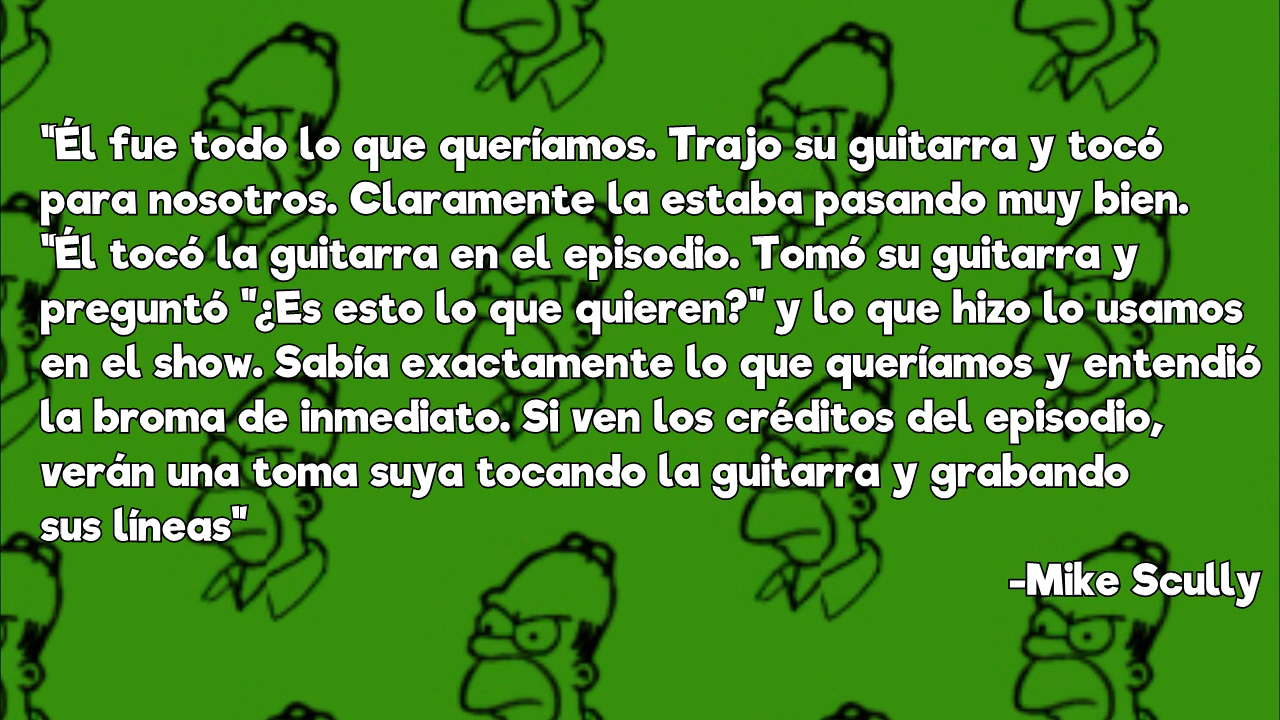 "Él fue todo lo que queríamos. Trajo su guitarra y tocó
para nosotros. Claramente la estaba pasando muy bien.
"Él tocó la guitarra en el episodio. Tomó su guitarra y
preguntó "¿Es esto lo que quieren?" y lo que hizo lo usamos
en el show. Sabía exactamente lo que queríamos y entendió
la broma de inmediato. Si ven los créditos del episodio,
verán una toma suya tocando la guitarra y grabando
sus líneas"
-Mike Scully